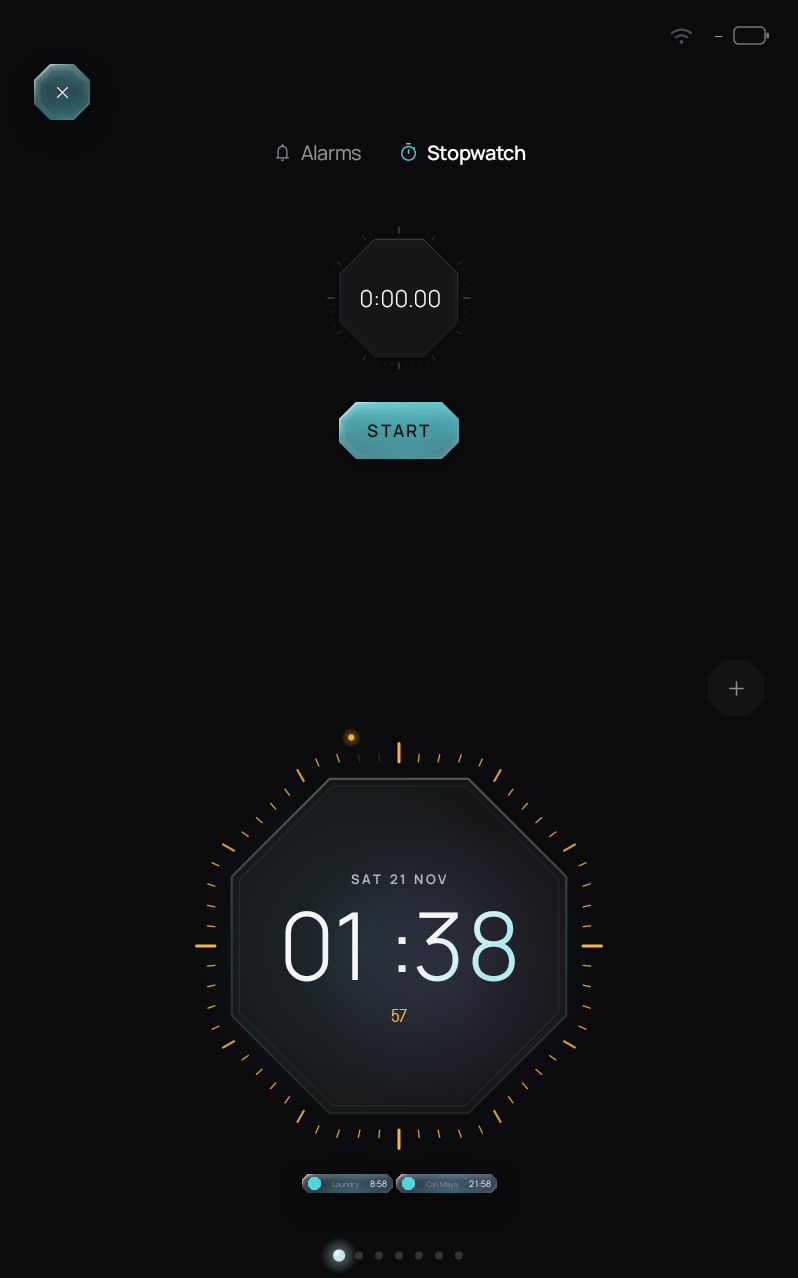 –
Alarms Stopwatch
0:00.00
START
SAT 21 NOV
01 :38
57
Laundry 8:58 Call Maya 21:58